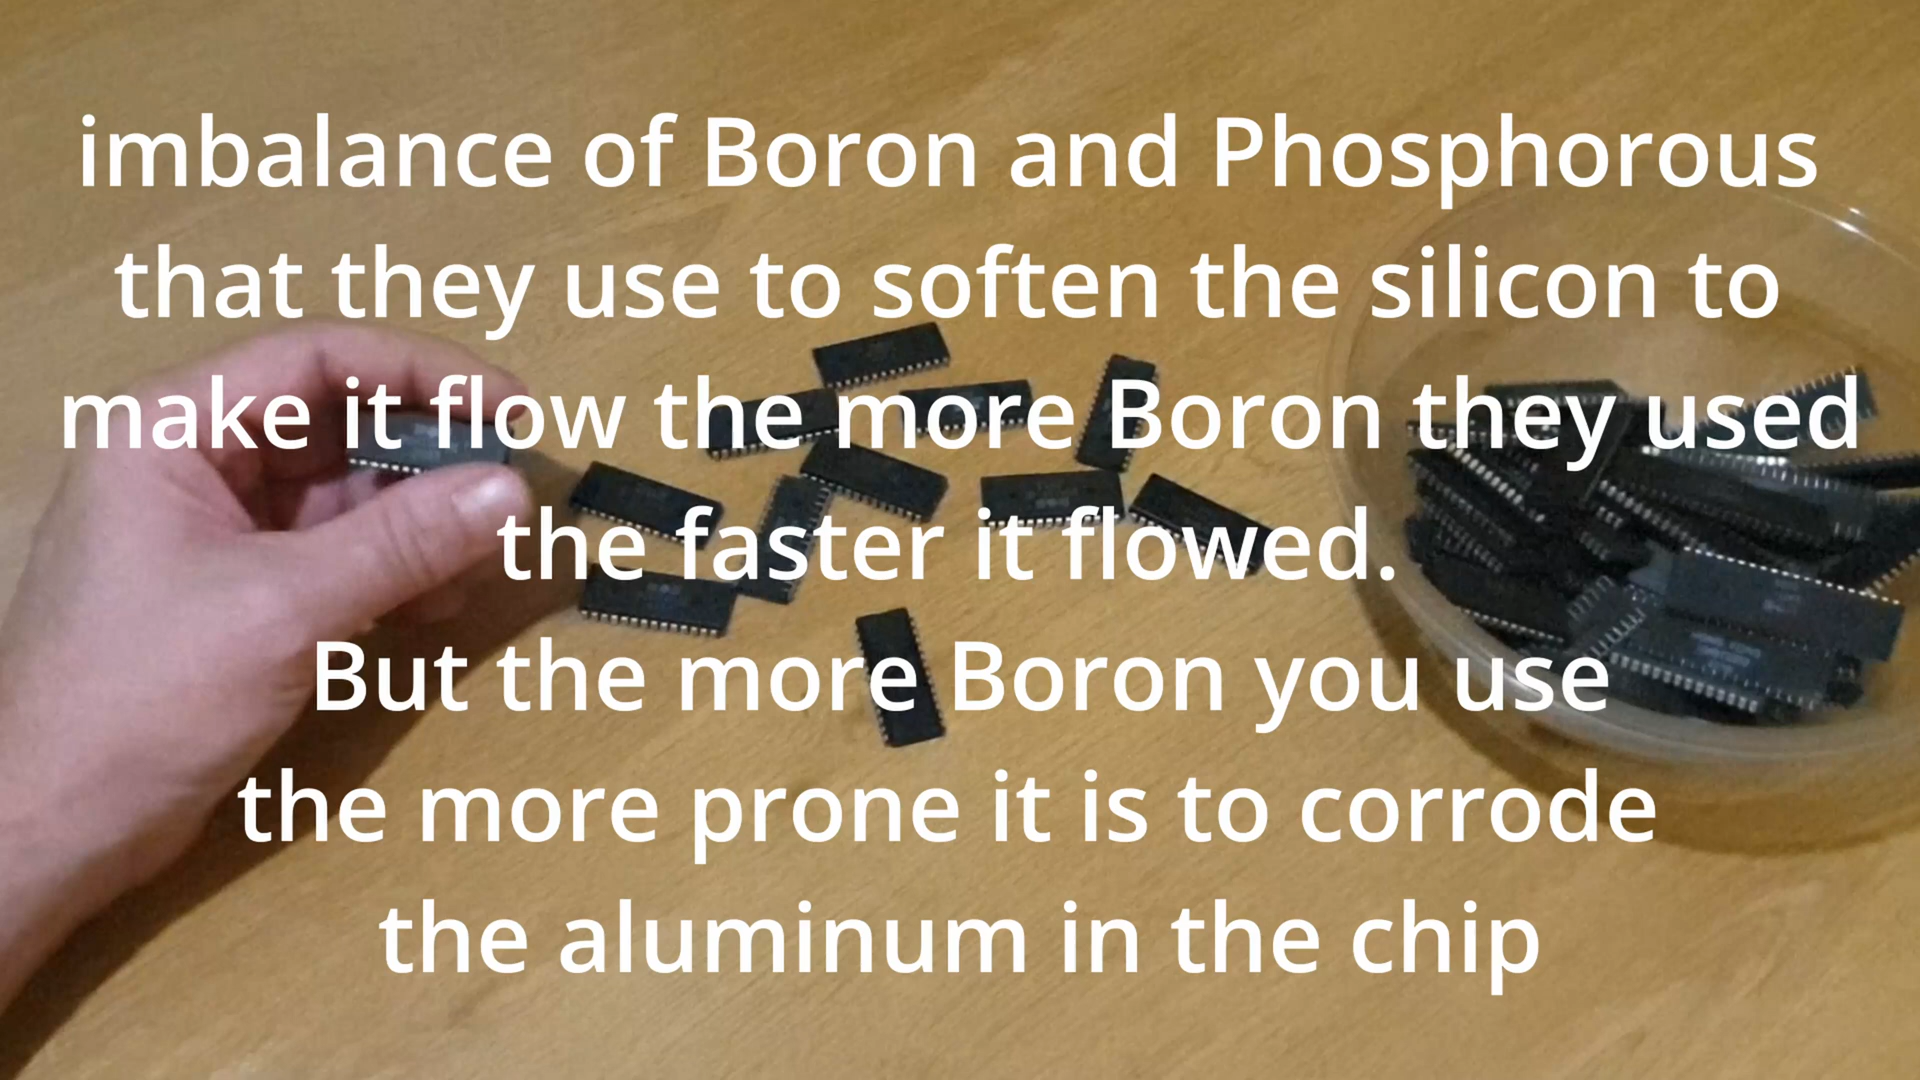 imbalance of Boron and Phosphorous
that they use to soften the silicon to
make it flow the more Boron they used
the faster it flowed.
But the more Boron you use
the more prone it is to corrode
the aluminum in the chip